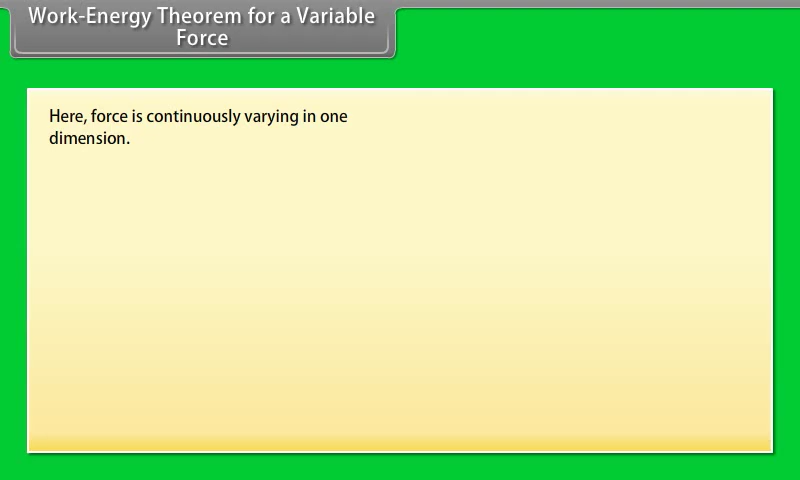 Work-Energy Theorem for a Variable
Force
Here, force is continuously varying in one
dimension.